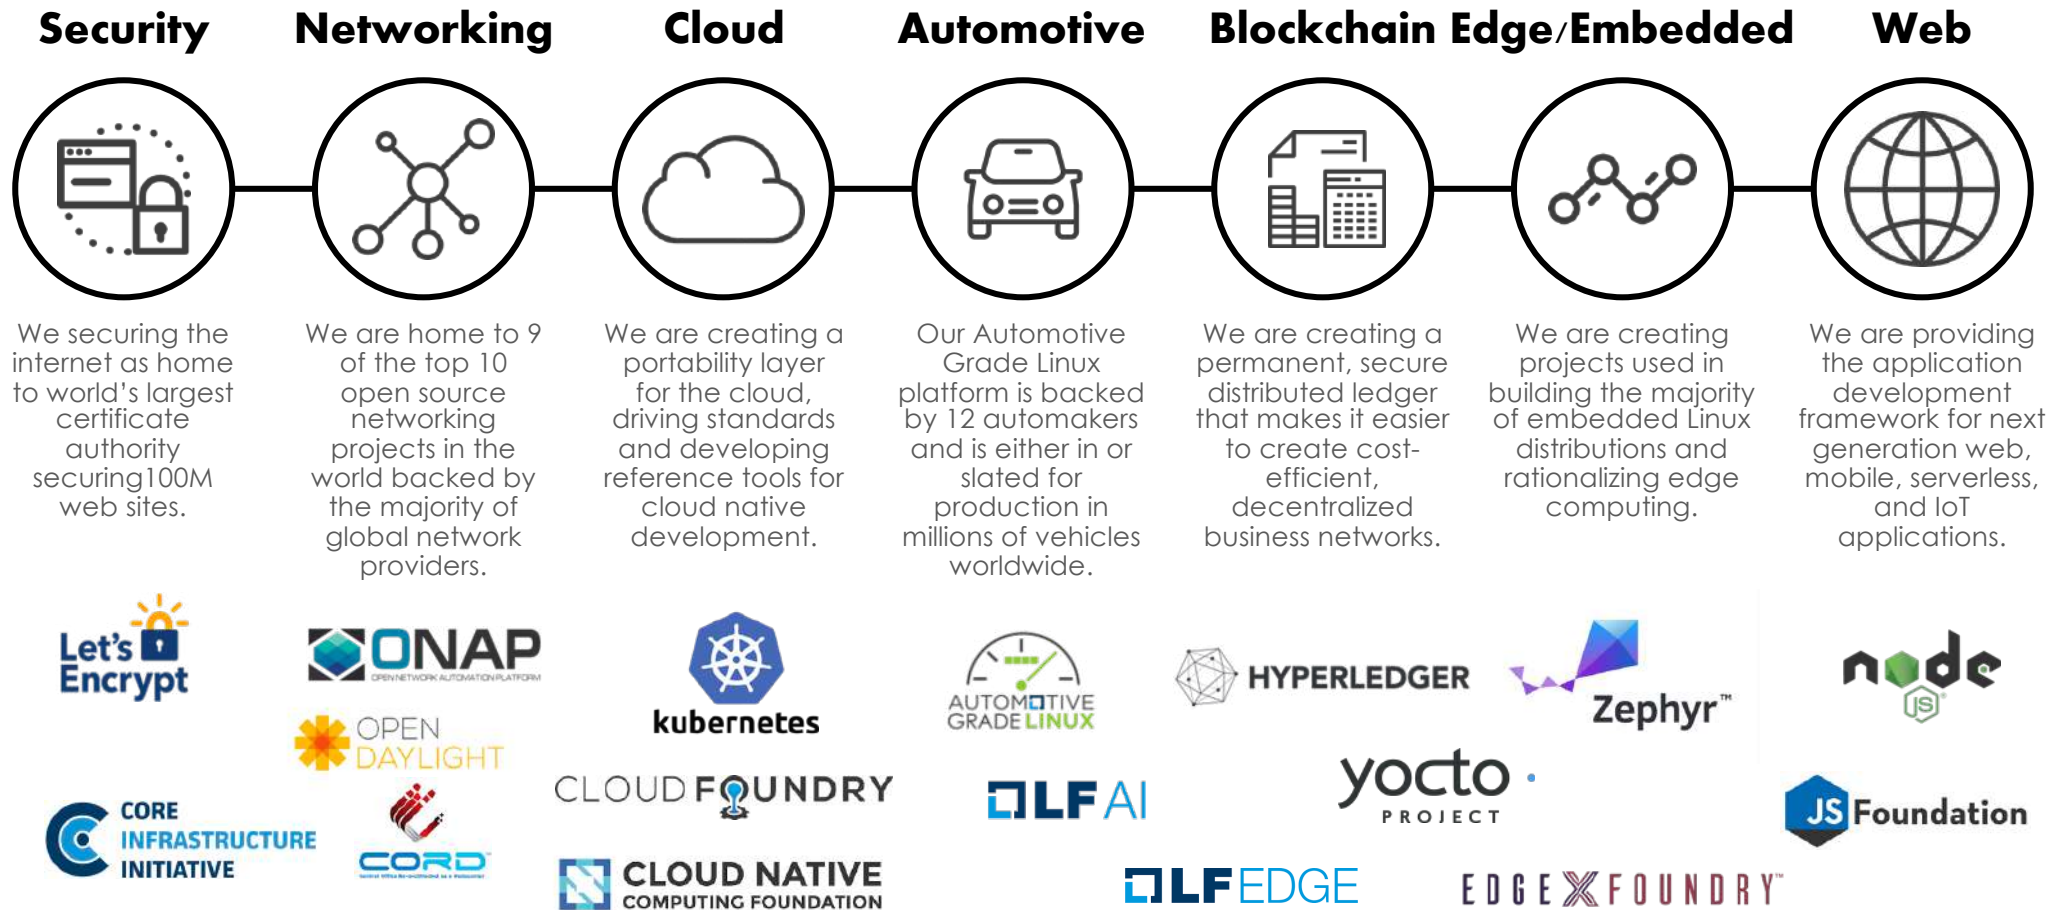 Security
We securing the
internet as home
to world's largest
certificate
authority
securing100M
web sites.
Networking
We are home to 9
of the top 10
open source
networking
projects in the
world backed by
the majority of
global network
providers.
Cloud
We are creating a
portability layer
for the cloud,
driving standards
and developing
reference tools for
cloud native
development.
Automotive
Our Automotive
Grade Linux
platform is backed
by 12 automakers
and is either in or
slated for
production in
millions of vehicles
worldwide.
Blockchain
We are creating a
permanent, secure
distributed ledger
that makes it easier
to create cost-
efficient,
decentralized
business networks.
Edge/Embedded
We are creating
projects used in
building the majority
of embedded Linux
distributions and
rationalizing edge
computing.
Web
We are providing
the application
development
framework for next
generation web,
mobile, serverless,
and IoT
applications.
Let's
Encrypt
CORE
INFRASTRUCTURE
INITIATIVE
ONAP
OPEN NETWORK AUTOMATION PLATFORM
OPEN
DAYLIGHT
CORD
kubernetes
CLOUD FOUNDRY
CLOUD NATIVE
COMPUTING FOUNDATION
AUTOMOTIVE
GRADE LINUX
LF AI
HYPERLEDGER
Zephyr™
yocto
PROJECT
LF EDGE
EDGE X FOUNDRY™
node
JS®
JS Foundation